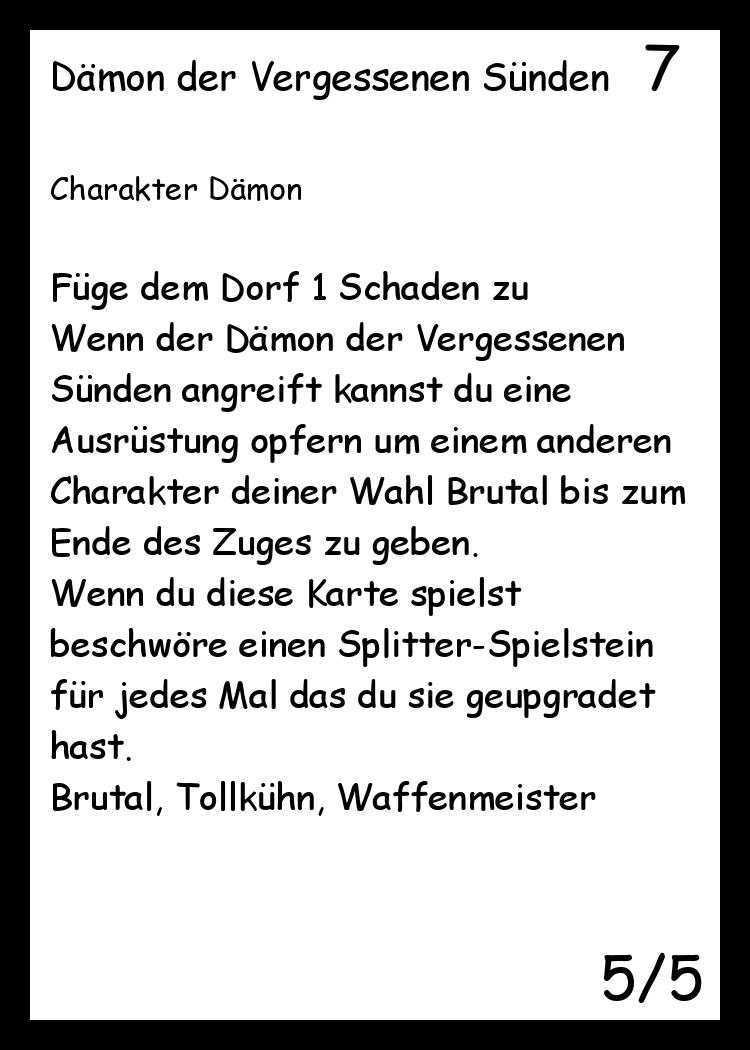 Dämon der Vergessenen Sünden 7
Charakter Dämon
Füge dem Dorf 1 Schaden zu
Wenn der Dämon der Vergessenen
Sünden angreift kannst du eine
Ausrüstung opfern um einem anderen
Charakter deiner Wahl Brutal bis zum
Ende des Zuges zu geben.
Wenn du diese Karte spielst
beschwöre einen Splitter-Spielstein
für jedes Mal das du sie geupgradet
hast.
Brutal, Tollkühn, Waffenmeister
5/5